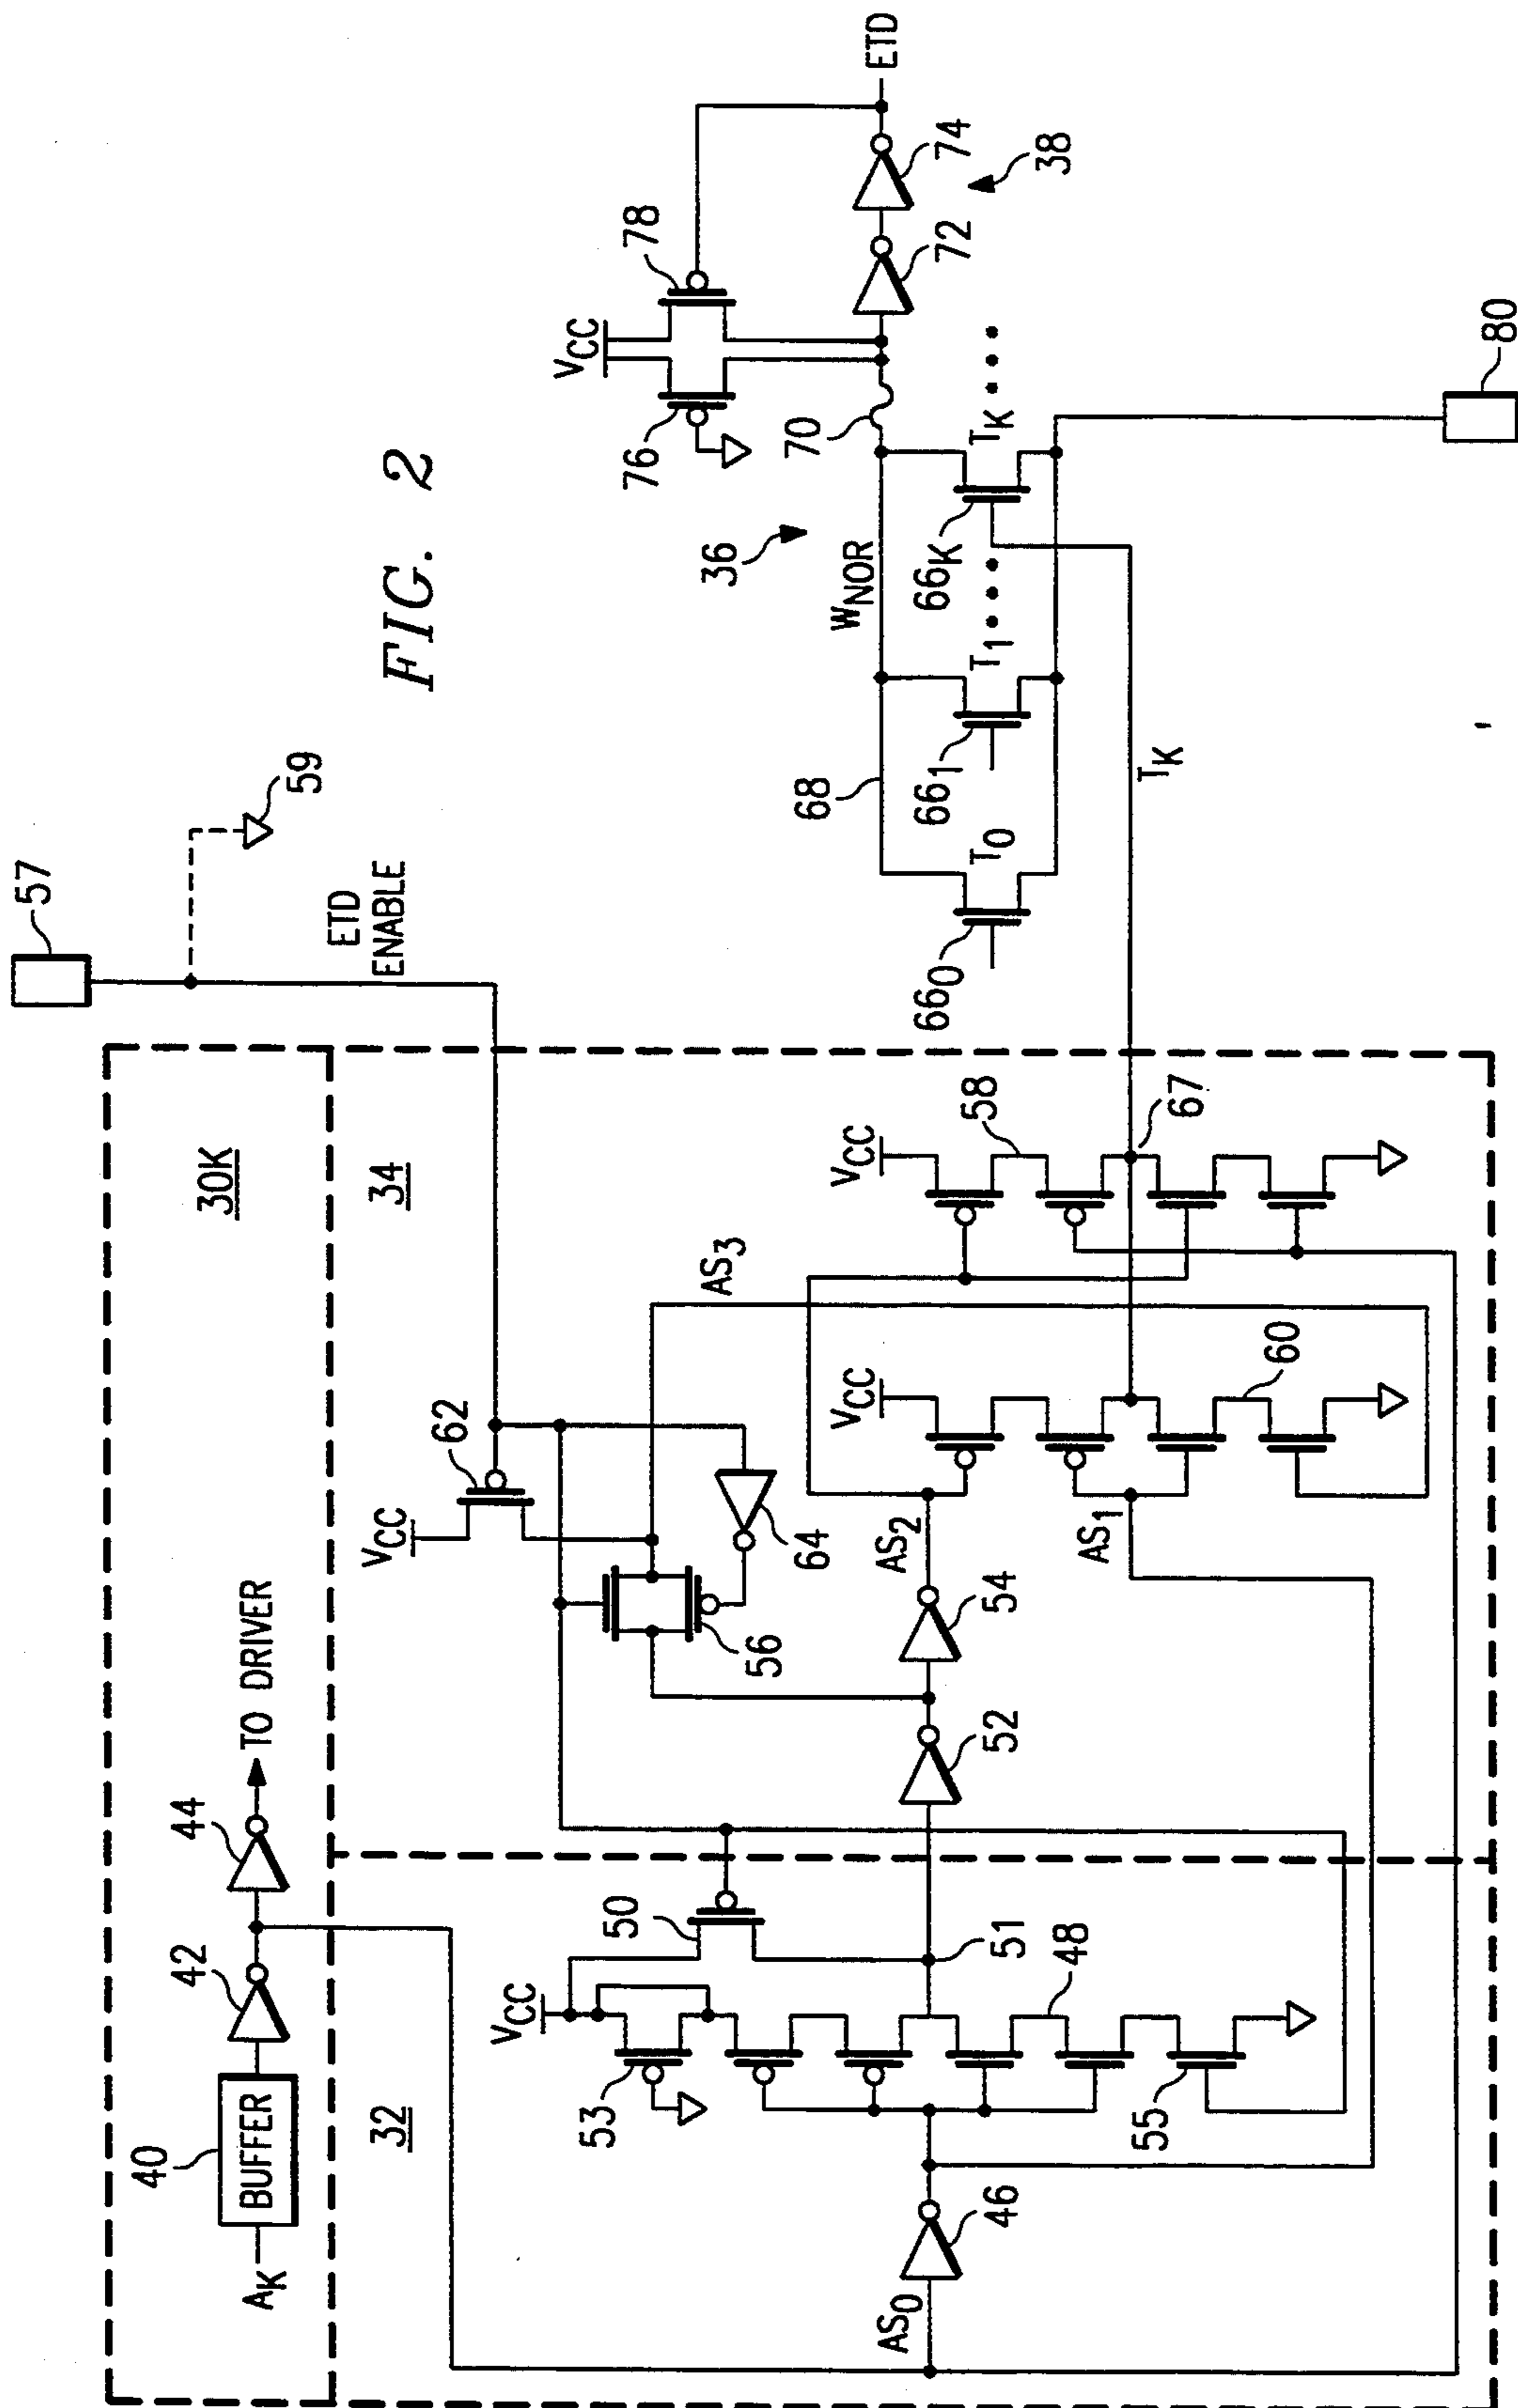 FIG. 2
57
59
ETD
ENABLE
30K
40
BUFFER
42
44
TO DRIVER
AK
32
34
VCC
62
64
56
AS3
VCC
53
50
51
48
55
46
AS0
52
54
AS2
AS1
VCC
60
VCC
58
67
TK
68
WNOR
36
660
T0
661
T1
66K
TK
70
76
VCC
78
72
74
38
ETD
80